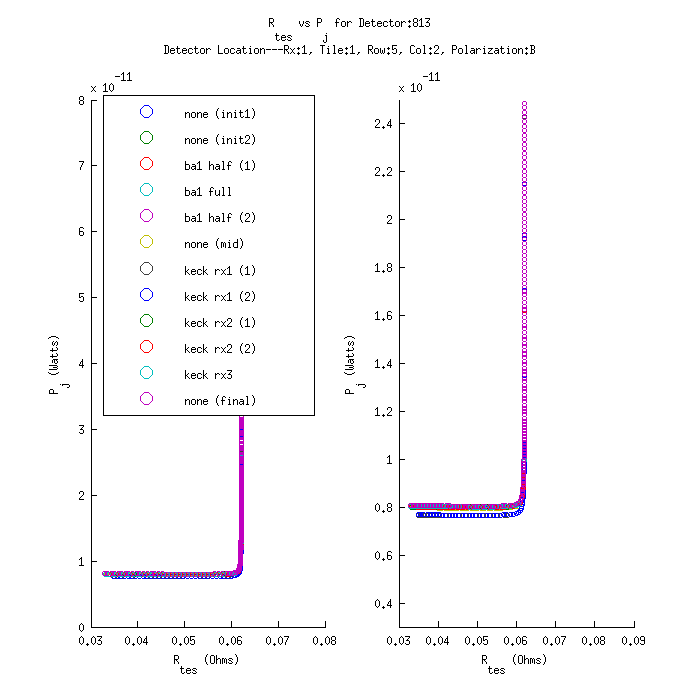 R tes vs P j for Detector:813
Detector Location---Rx:1, Tile:1, Row:5, Col:2, Polarization:B
x 10 -11
8
7
6
5
4
3
2
1
0
P j (Watts)
0.03 0.04 0.05 0.06 0.07 0.08
R tes (Ohms)
none (init1)
none (init2)
ba1 half (1)
ba1 full
ba1 half (2)
none (mid)
keck rx1 (1)
keck rx1 (2)
keck rx2 (1)
keck rx2 (2)
keck rx3
none (final)
x 10 -11
2.4
2.2
2
1.8
1.6
1.4
1.2
1
0.8
0.6
0.4
P j (Watts)
0.03 0.04 0.05 0.06 0.07 0.08 0.09
R tes (Ohms)